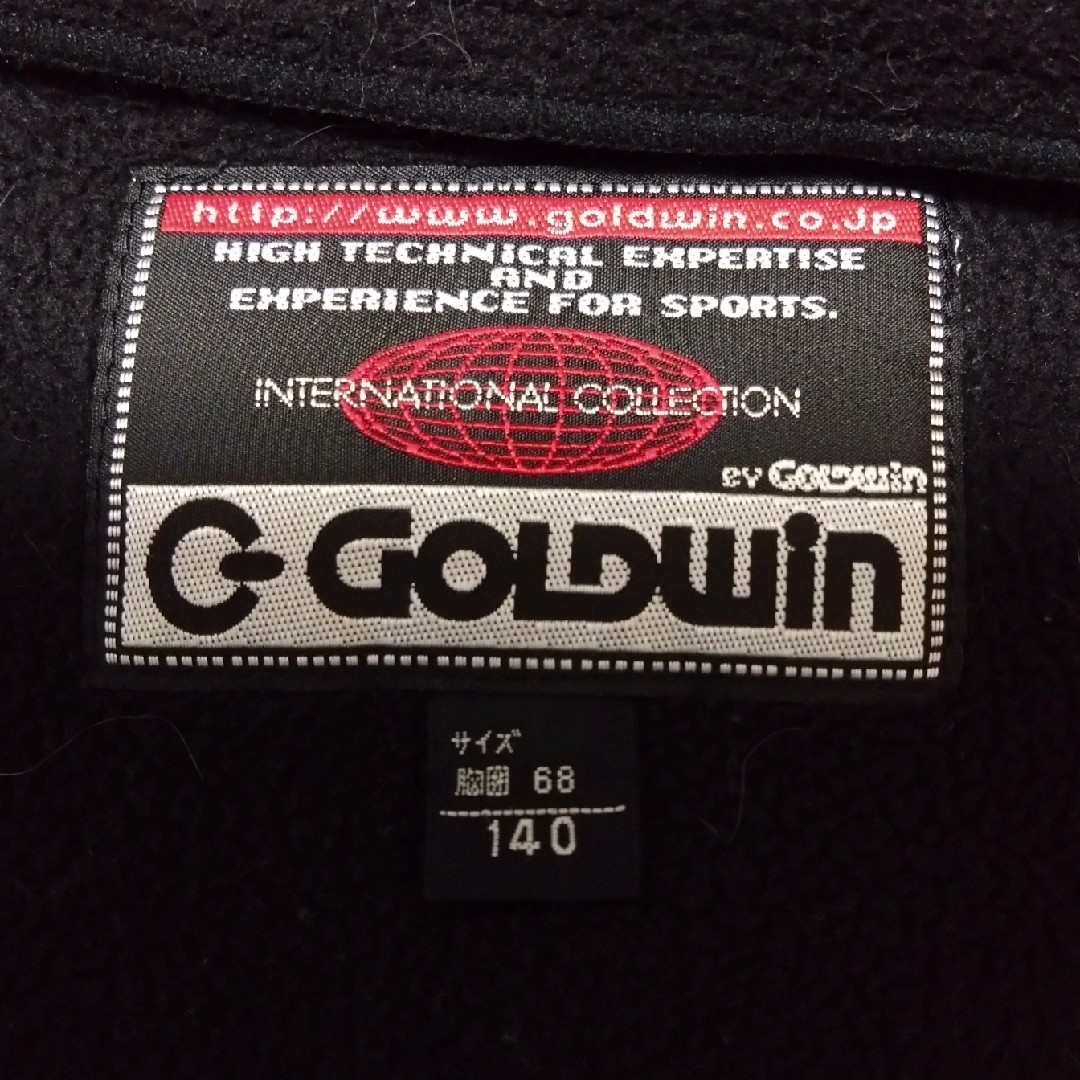 http://www.goldwin.co.jp
HIGH TECHNICAL EXPERTISE
AND
EXPERIENCE FOR SPORTS.
INTERNATIONAL COLLECTION
BY GOLDWIN
C-GOLDWIN
サイズ
胸囲 68
140